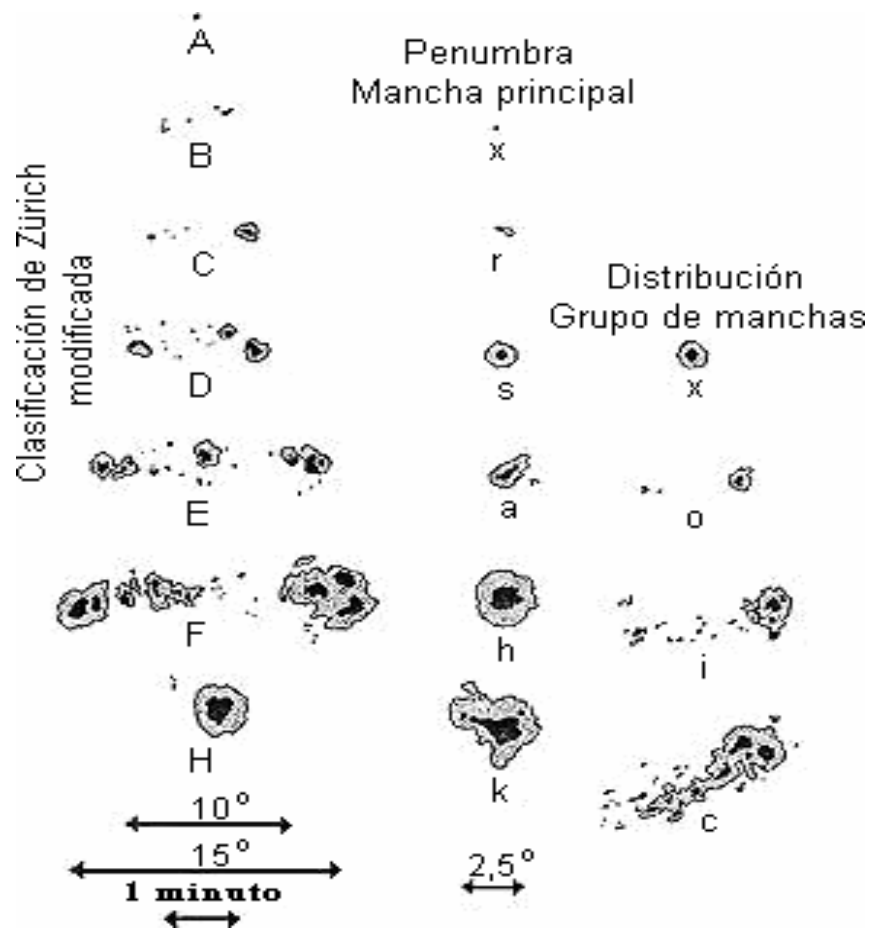 Clasificación de Zürich
modificada
A
B
C
D
E
F
H
10°
15°
1 minuto
Penumbra
Mancha principal
x
r
s
a
h
k
2,5°
Distribución
Grupo de manchas
x
o
i
c